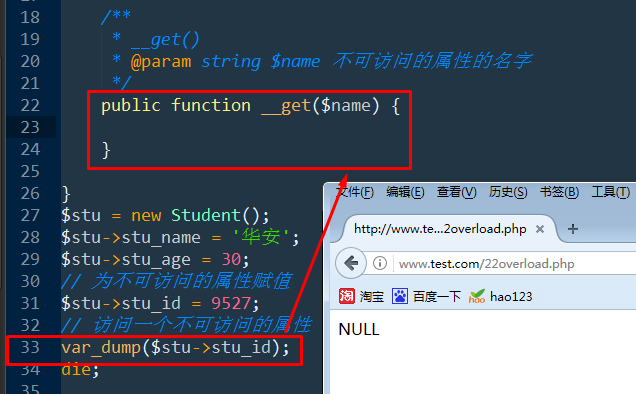 18 /**
19 * __get()
20 * @param string $name 不可访问的属性的名字
21 */
22 public function __get($name) {
23
24 }
25
26 }
27 $stu = new Student();
28 $stu->stu_name = '华安';
29 $stu->stu_age = 30;
30 // 为不可访问的属性赋值
31 $stu->stu_id = 9527;
32 // 访问一个不可访问的属性
33 var_dump($stu->stu_id);
34 die;
35
文件(F) 编辑(E) 查看(V) 历史(S) 书签(B) 工具(T)
http://www.te...2overload.php × +
www.test.com/22overload.php
淘 淘宝 百度一下 hao hao123
NULL